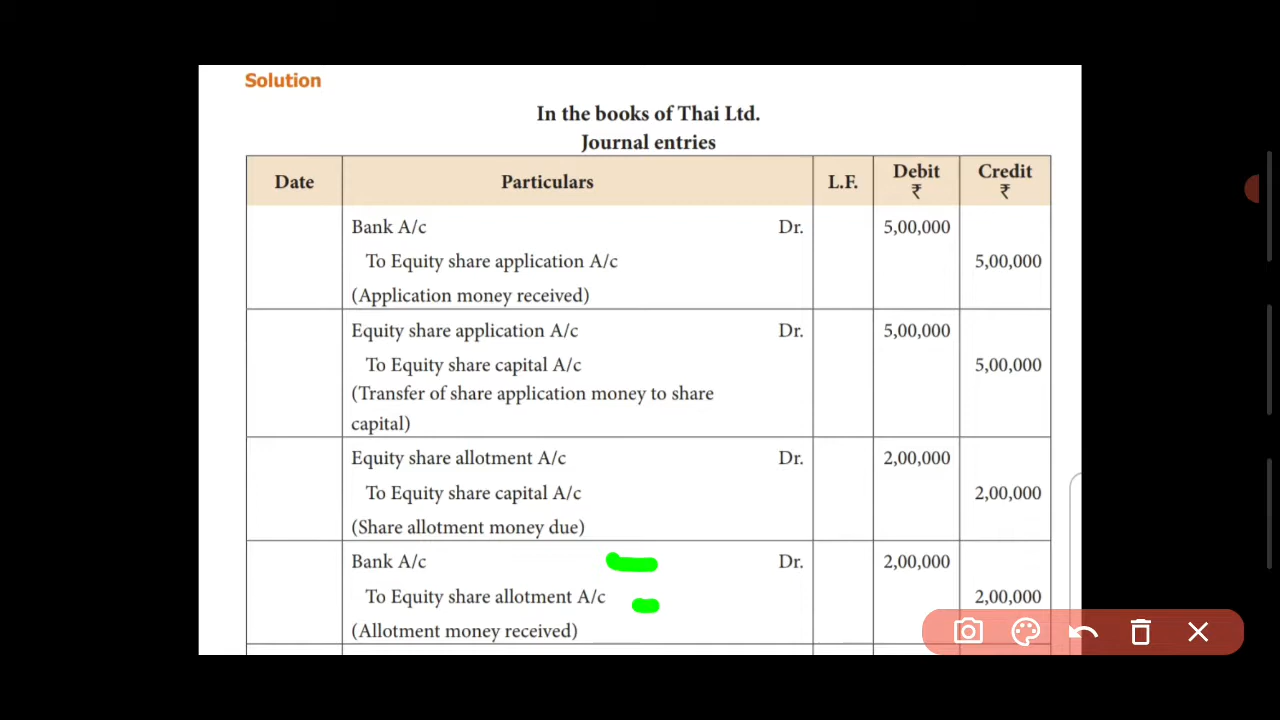 Solution
In the books of Thai Ltd.
Journal entries
Date Particulars L.F. Debit ₹ Credit ₹
Bank A/c Dr. 5,00,000
To Equity share application A/c 5,00,000
(Application money received)
Equity share application A/c Dr. 5,00,000
To Equity share capital A/c 5,00,000
(Transfer of share application money to share
capital)
Equity share allotment A/c Dr. 2,00,000
To Equity share capital A/c 2,00,000
(Share allotment money due)
Bank A/c Dr. 2,00,000
To Equity share allotment A/c 2,00,000
(Allotment money received)